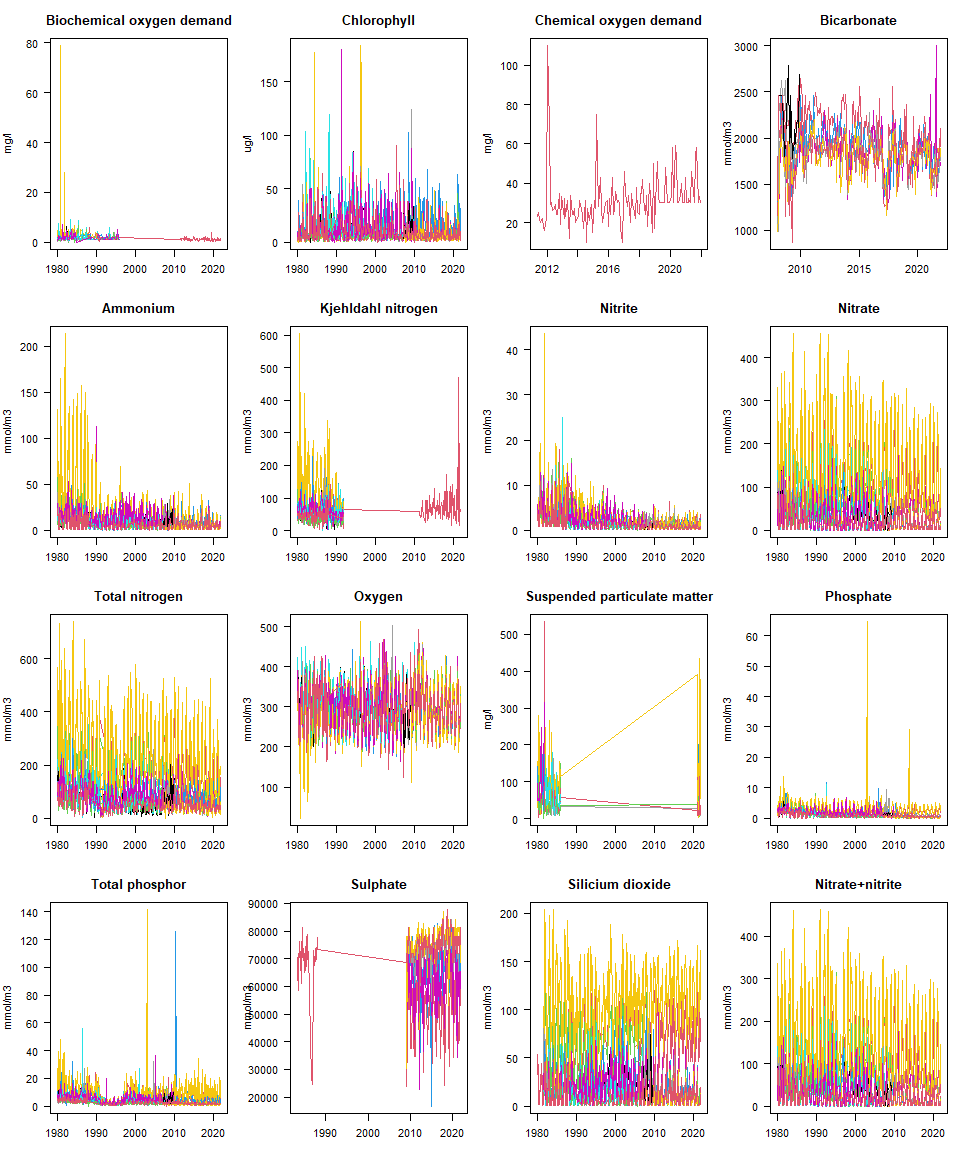 Biochemical oxygen demand
mg/l
80
60
40
20
0
1980 1990 2000 2010 2020
Chlorophyll
ug/l
150
100
50
0
1980 1990 2000 2010 2020
Chemical oxygen demand
mg/l
100
80
60
40
20
2012 2016 2020
Bicarbonate
mmol/m3
3000
2500
2000
1500
1000
2010 2015 2020
Ammonium
mmol/m3
200
150
100
50
0
1980 1990 2000 2010 2020
Kjehldahl nitrogen
mmol/m3
600
500
400
300
200
100
0
1980 1990 2000 2010 2020
Nitrite
mmol/m3
40
30
20
10
0
1980 1990 2000 2010 2020
Nitrate
mmol/m3
400
300
200
100
0
1980 1990 2000 2010 2020
Total nitrogen
mmol/m3
600
400
200
0
1980 1990 2000 2010 2020
Oxygen
mmol/m3
500
400
300
200
100
1980 1990 2000 2010 2020
Suspended particulate matter
mg/l
500
400
300
200
100
0
1980 1990 2000 2010 2020
Phosphate
mmol/m3
60
50
40
30
20
10
0
1980 1990 2000 2010 2020
Total phosphor
mmol/m3
140
120
100
80
60
40
20
0
1980 1990 2000 2010 2020
Sulphate
mmol/m3
90000
80000
70000
60000
50000
40000
30000
20000
1990 2000 2010 2020
Silicium dioxide
mmol/m3
200
150
100
50
0
1980 1990 2000 2010 2020
Nitrate+nitrite
mmol/m3
400
300
200
100
0
1980 1990 2000 2010 2020